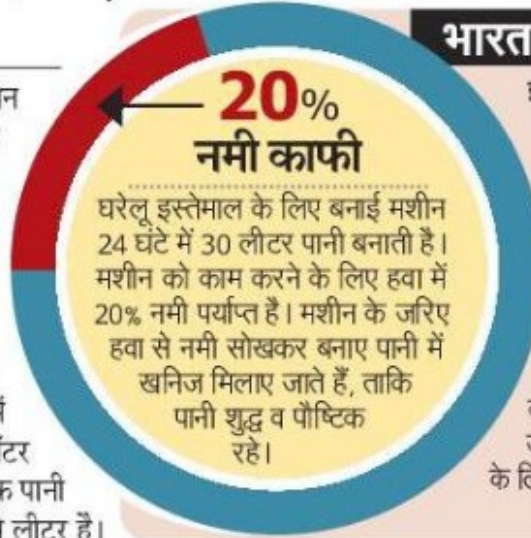 भारत
20%
नमी काफी
घरेलू इस्तेमाल के लिए बनाई मशीन
24 घंटे में 30 लीटर पानी बनाती है।
मशीन को काम करने के लिए हवा में
20% नमी पर्याप्त है। मशीन के जरिए
हवा से नमी सोखकर बनाए पानी में
खनिज मिलाए जाते हैं, ताकि
पानी शुद्ध व पौष्टिक
रहे।
पानी
लीटर है।